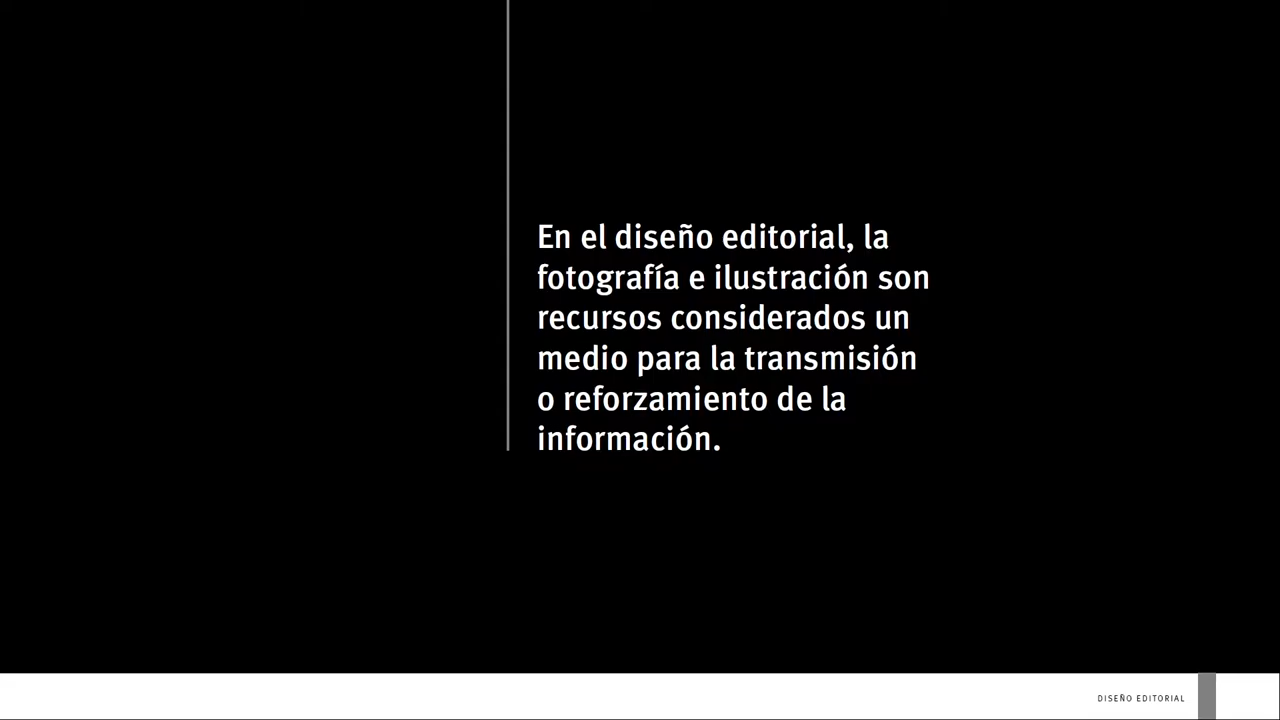 En el diseño editorial, la
fotografía e ilustración son
recursos considerados un
medio para la transmisión
o reforzamiento de la
información.
DISEÑO EDITORIAL